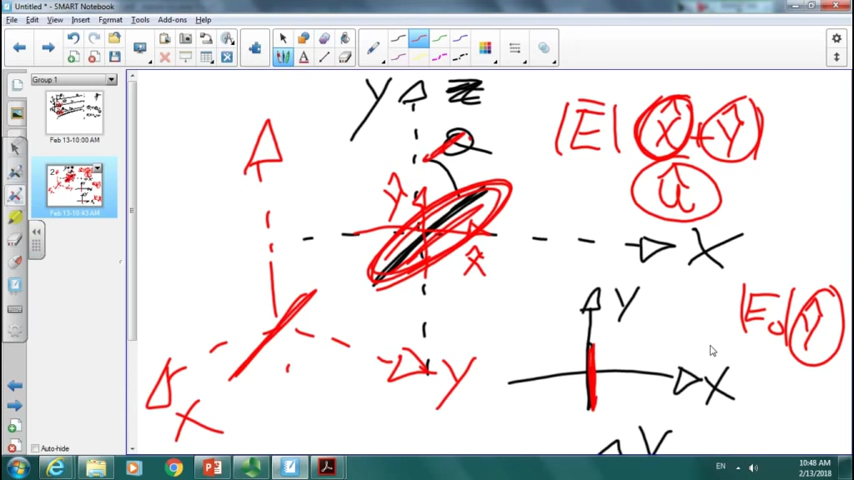 Untitled * - SMART Notebook
File Edit View Insert Format Tools Add-ons Help
Group 1
Feb 13-10:00 AM
2
Feb 13-10:43 AM
Auto-hide
Y
|E| x̂ + ŷ
û
ŷ
x̂
X
Y
|E₀| ŷ
X
Y
X
Y
EN
10:48 AM
2/13/2018